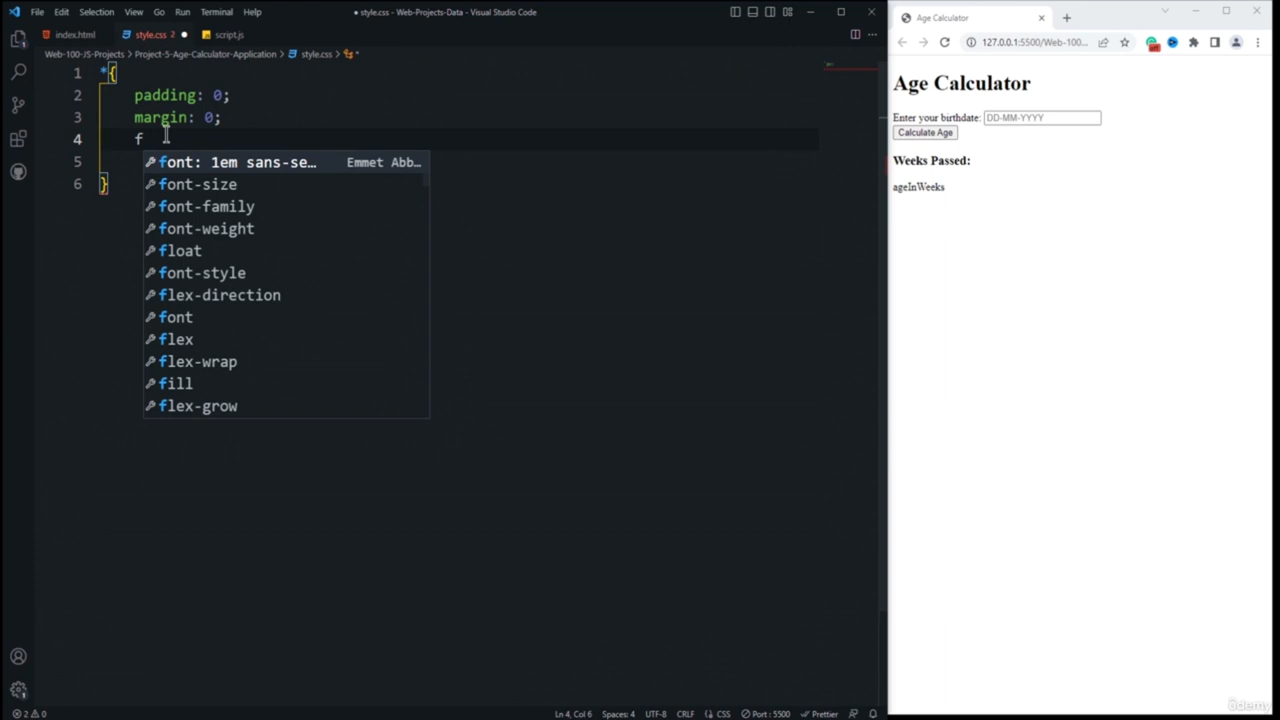 File Edit Selection View Go Run Terminal Help
● style.css - Web-Projects-Data - Visual Studio Code
index.html style.css 2 ● script.js
Web-100-JS-Projects > Project-5-Age-Calculator-Application > style.css > *
1 *{
2 padding: 0;
3 margin: 0;
4 f
5
6 }
font: 1em sans-se… Emmet Abb…
font-size
font-family
font-weight
float
font-style
flex-direction
font
flex
flex-wrap
fill
flex-grow
2 0
Ln 4, Col 6 Spaces: 4 UTF-8 CRLF CSS Port : 5500 Prettier
Age Calculator
127.0.0.1:5500/Web-100...
Age Calculator
Enter your birthdate: DD-MM-YYYY
Calculate Age
Weeks Passed:
ageInWeeks
ûdemy